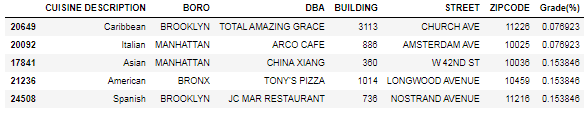 CUISINE DESCRIPTION BORO DBA BUILDING STREET ZIPCODE Grade(%)
20649 Caribbean BROOKLYN TOTAL AMAZING GRACE 3113 CHURCH AVE 11226 0.076923
20092 Italian MANHATTAN ARCO CAFE 886 AMSTERDAM AVE 10025 0.076923
17841 Asian MANHATTAN CHINA XIANG 360 W 42ND ST 10036 0.153846
21236 American BRONX TONY'S PIZZA 1014 LONGWOOD AVENUE 10459 0.153846
24508 Spanish BROOKLYN JC MAR RESTAURANT 736 NOSTRAND AVENUE 11216 0.153846